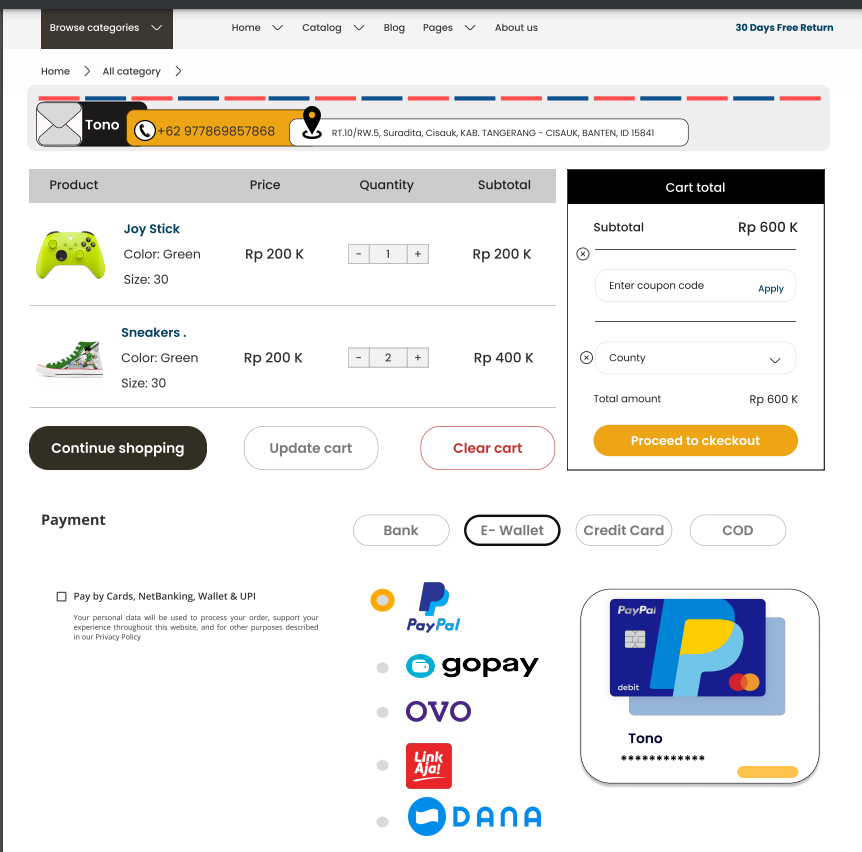 Browse categories
Home
Catalog
Blog
Pages
About us
30 Days Free Return
Home
All category
Tono
+62 977869857868
RT.10/RW.5, Suradita, Cisauk, KAB. TANGERANG - CISAUK, BANTEN, ID 15841
Product
Price
Quantity
Subtotal
Joy Stick
Color: Green
Size: 30
Rp 200 K
- 1 +
Rp 200 K
Sneakers .
Color: Green
Size: 30
Rp 200 K
- 2 +
Rp 400 K
Continue shopping
Update cart
Clear cart
Cart total
Subtotal
Rp 600 K
Enter coupon code
Apply
County
Total amount
Rp 600 K
Proceed to ckeckout
Payment
Bank
E- Wallet
Credit Card
COD
Pay by Cards, NetBanking, Wallet & UPI
Your personal data will be used to process your order, support your
experience throughout this website, and for other purposes described
in our Privacy Policy
PayPal
gopay
OVO
Link
Aja!
DANA
PayPal
debit
Tono
************